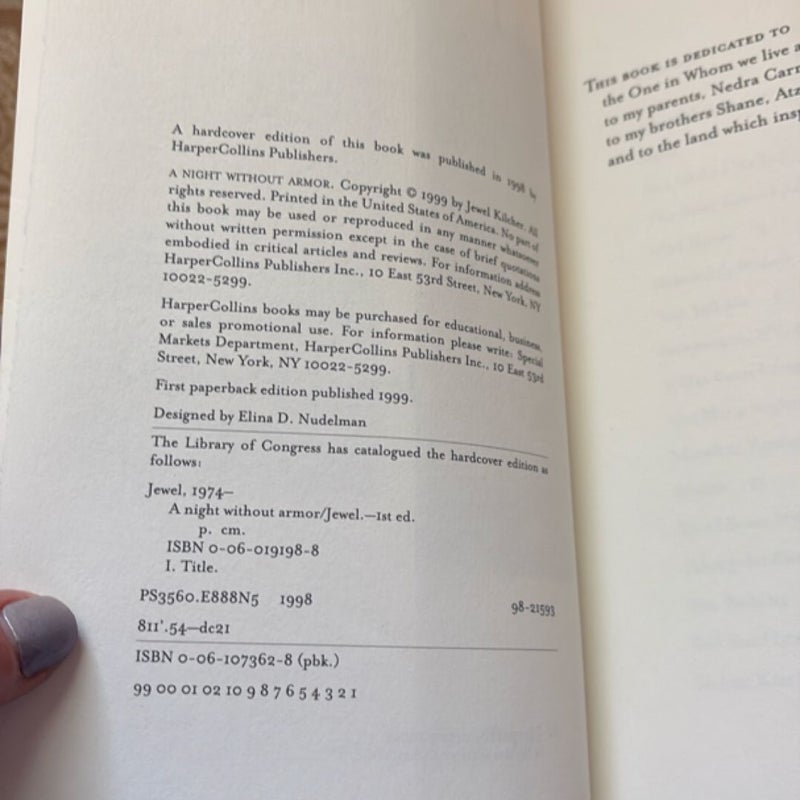 A hardcover edition of this book was published in 1998 by
HarperCollins Publishers.
A NIGHT WITHOUT ARMOR. Copyright © 1999 by Jewel Kilcher. All
rights reserved. Printed in the United States of America. No part of
this book may be used or reproduced in any manner whatsoever
without written permission except in the case of brief quotations
embodied in critical articles and reviews. For information address
HarperCollins Publishers Inc., 10 East 53rd Street, New York, NY
10022-5299.
HarperCollins books may be purchased for educational, business,
or sales promotional use. For information please write: Special
Markets Department, HarperCollins Publishers Inc., 10 East 53rd
Street, New York, NY 10022-5299.
First paperback edition published 1999.
Designed by Elina D. Nudelman
The Library of Congress has catalogued the hardcover edition as
follows:
Jewel, 1974–
A night without armor/Jewel.—1st ed.
p. cm.
ISBN 0-06-019198-8
I. Title.
PS3560.E888N5 1998
98-21593
811'.54—dc21
ISBN 0-06-107362-8 (pbk.)
99 00 01 02 10 9 8 7 6 5 4 3 2 1
THIS BOOK IS DEDICATED TO
the One in Whom we live a
to my parents, Nedra Carr
to my brothers Shane, Atz
and to the land which insp